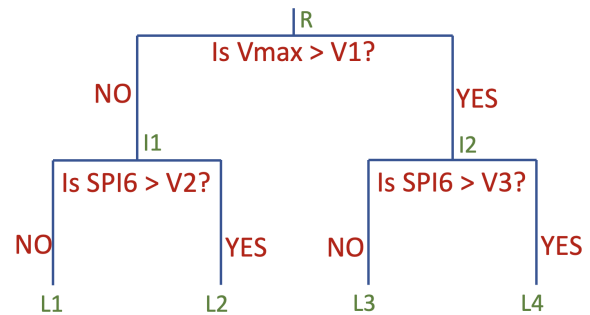 R
Is Vmax > V1?
NO
YES
I1
I2
Is SPI6 > V2?
Is SPI6 > V3?
NO
YES
NO
YES
L1
L2
L3
L4